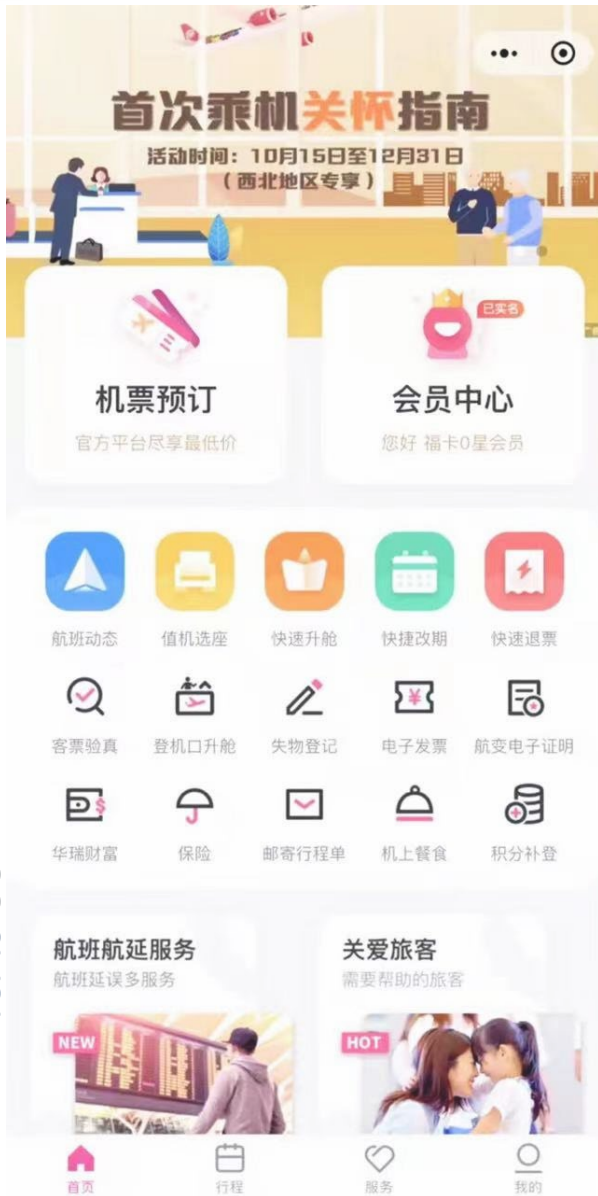 首次乘机关怀指南
活动时间：10月15日至12月31日
（西北地区专享）
已实名
机票预订
会员中心
官方平台尽享最低价
您好 福卡0星会员
航班动态
值机选座
快速升舱
快捷改期
快速退票
客票验真
登机口升舱
失物登记
电子发票
航变电子证明
华瑞财富
保险
邮寄行程单
机上餐食
积分补登
航班航延服务
关爱旅客
航班延误多服务
需要帮助的旅客
NEW
HOT
首页
行程
服务
我的